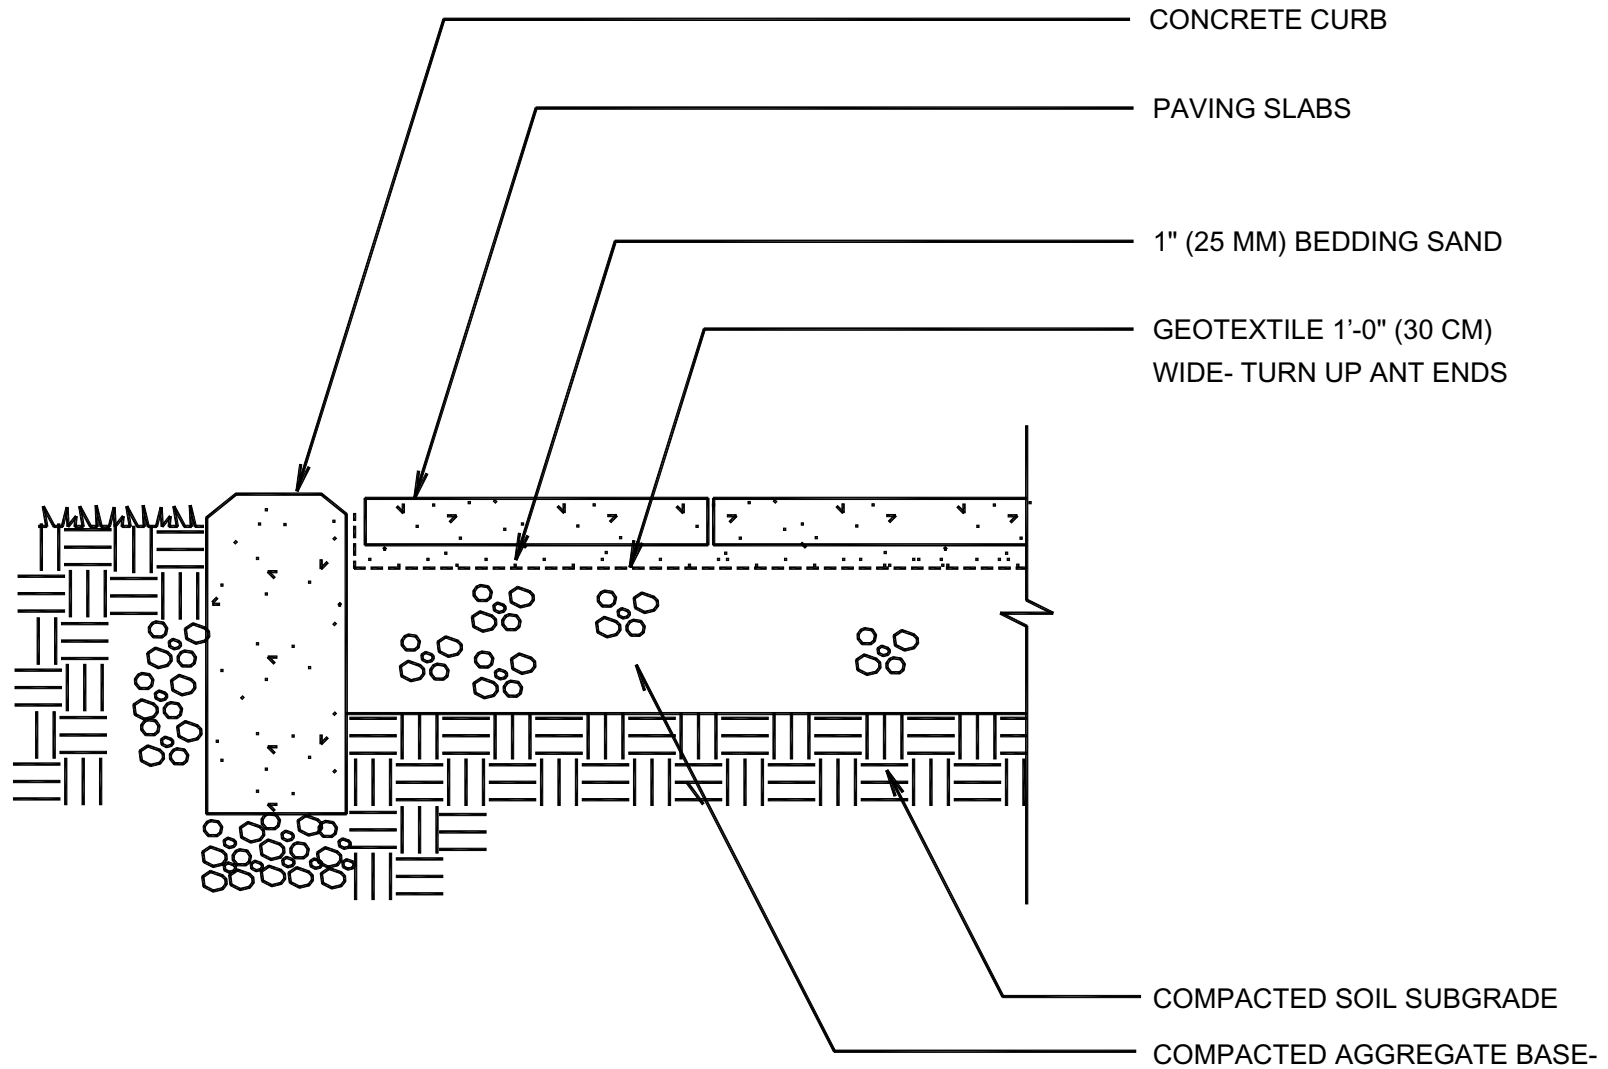 CONCRETE CURB
PAVING SLABS
1" (25 MM) BEDDING SAND
GEOTEXTILE 1'-0" (30 CM)
WIDE- TURN UP ANT ENDS
COMPACTED SOIL SUBGRADE
COMPACTED AGGREGATE BASE-